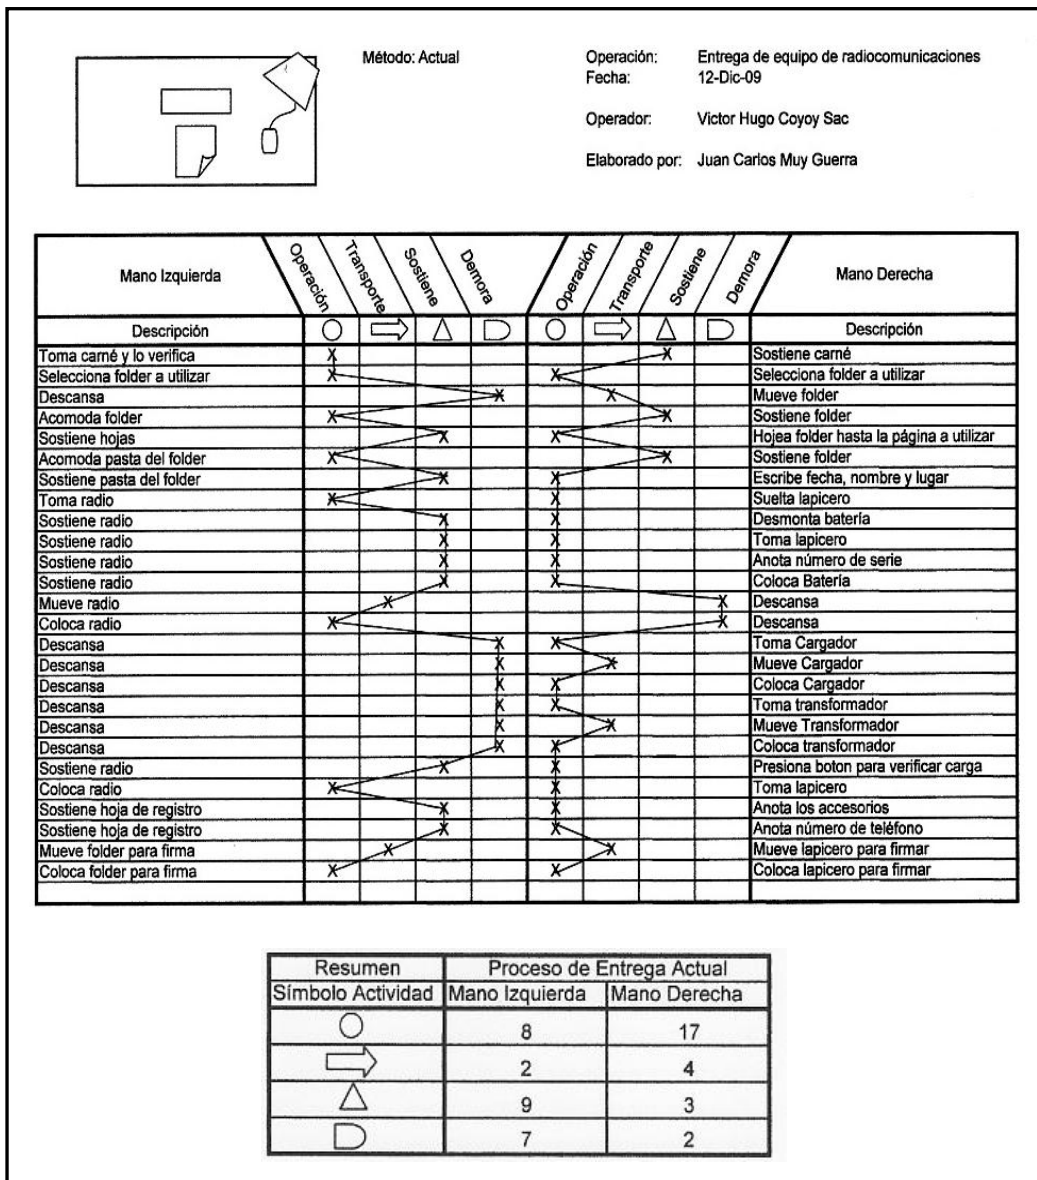 Método: Actual
Operación: Entrega de equipo de radiocomunicaciones
Fecha: 12-Dic-09
Operador: Victor Hugo Coyoy Sac
Elaborado por: Juan Carlos Muy Guerra
Mano Izquierda Operación Transporte Sostiene Demora Operación Transporte Sostiene Demora Mano Derecha
Descripción Descripción
Toma carné y lo verifica X X Sostiene carné
Selecciona folder a utilizar X X Selecciona folder a utilizar
Descansa X X Mueve folder
Acomoda folder X X Sostiene folder
Sostiene hojas X X Hojea folder hasta la página a utilizar
Acomoda pasta del folder X X Sostiene folder
Sostiene pasta del folder X X Escribe fecha, nombre y lugar
Toma radio X X Suelta lapicero
Sostiene radio X X Desmonta batería
Sostiene radio X X Toma lapicero
Sostiene radio X X Anota número de serie
Sostiene radio X X Coloca Batería
Mueve radio X X Descansa
Coloca radio X X Descansa
Descansa X X Toma Cargador
Descansa X X Mueve Cargador
Descansa X X Coloca Cargador
Descansa X X Toma transformador
Descansa X X Mueve Transformador
Descansa X X Coloca transformador
Sostiene radio X X Presiona boton para verificar carga
Coloca radio X X Toma lapicero
Sostiene hoja de registro X X Anota los accesorios
Sostiene hoja de registro X X Anota número de teléfono
Mueve folder para firma X X Mueve lapicero para firmar
Coloca folder para firma X X Coloca lapicero para firmar
Resumen Proceso de Entrega Actual
Símbolo Actividad Mano Izquierda Mano Derecha
8 17
2 4
9 3
7 2